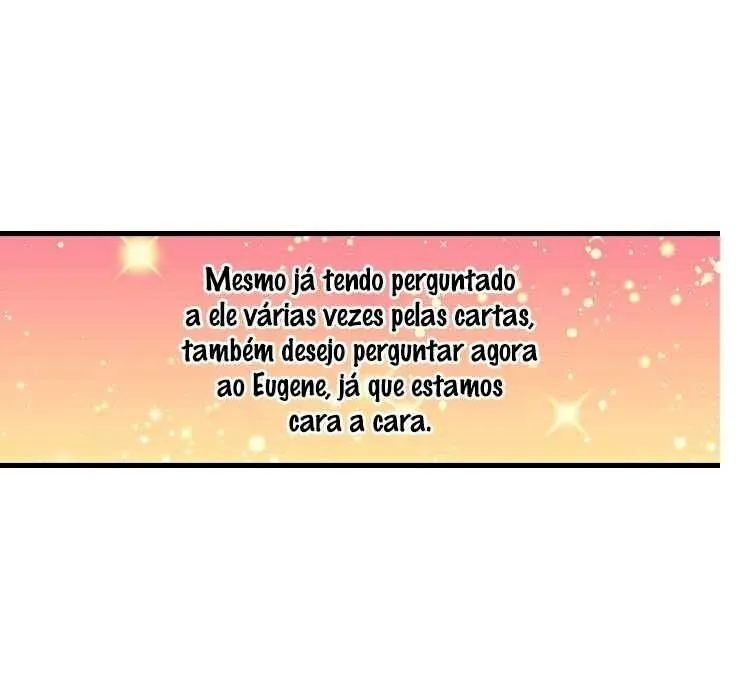 Mesmo já tendo perguntado
a ele várias vezes pelas cartas,
também desejo perguntar agora
ao Eugene, já que estamos
cara a cara.